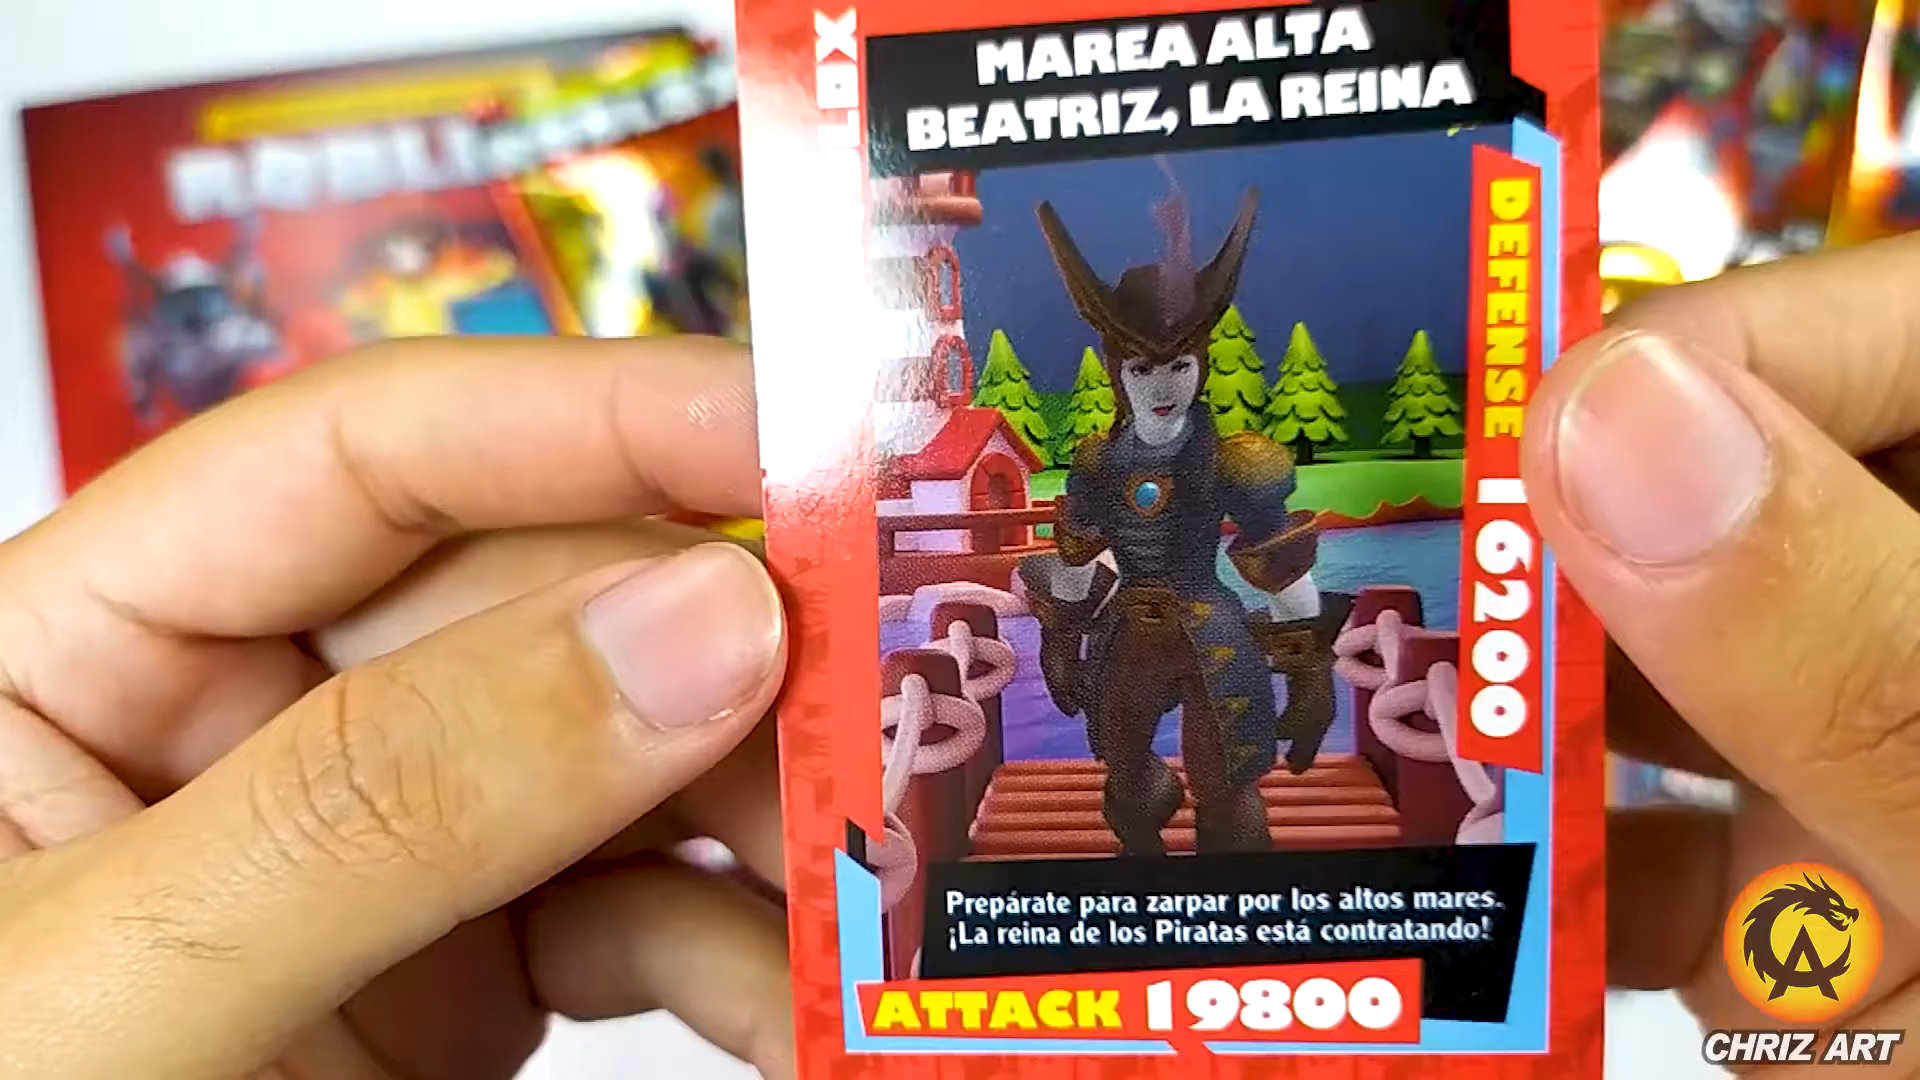 MAREA ALTA
BEATRIZ, LA REINA
DEFENSE 16200
Prepárate para zarpar por los altos mares.
¡La reina de los Piratas está contratando!
ATTACK 19800
CHRIZ ART